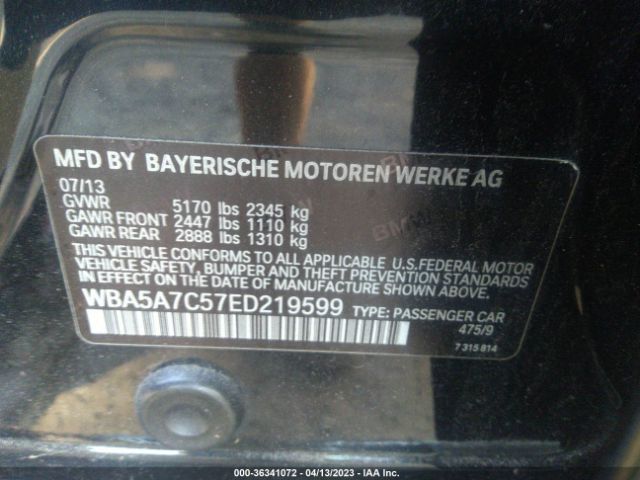 MFD BY BAYERISCHE MOTOREN WERKE AG
07/13
GVWR 5170 lbs 2345 kg
GAWR FRONT 2447 lbs 1110 kg
GAWR REAR 2888 lbs 1310 kg
THIS VEHICLE CONFORMS TO ALL APPLICABLE U.S.FEDERAL MOTOR
VEHICLE SAFETY, BUMPER AND THEFT PREVENTION STANDARDS
IN EFFECT ON THE DATE OF MANUFACTURE SHOWN ABOVE.
WBA5A7C57ED219599 TYPE: PASSENGER CAR
475/9
7 315 814
000-36341072 - 04/13/2023 - IAA Inc.